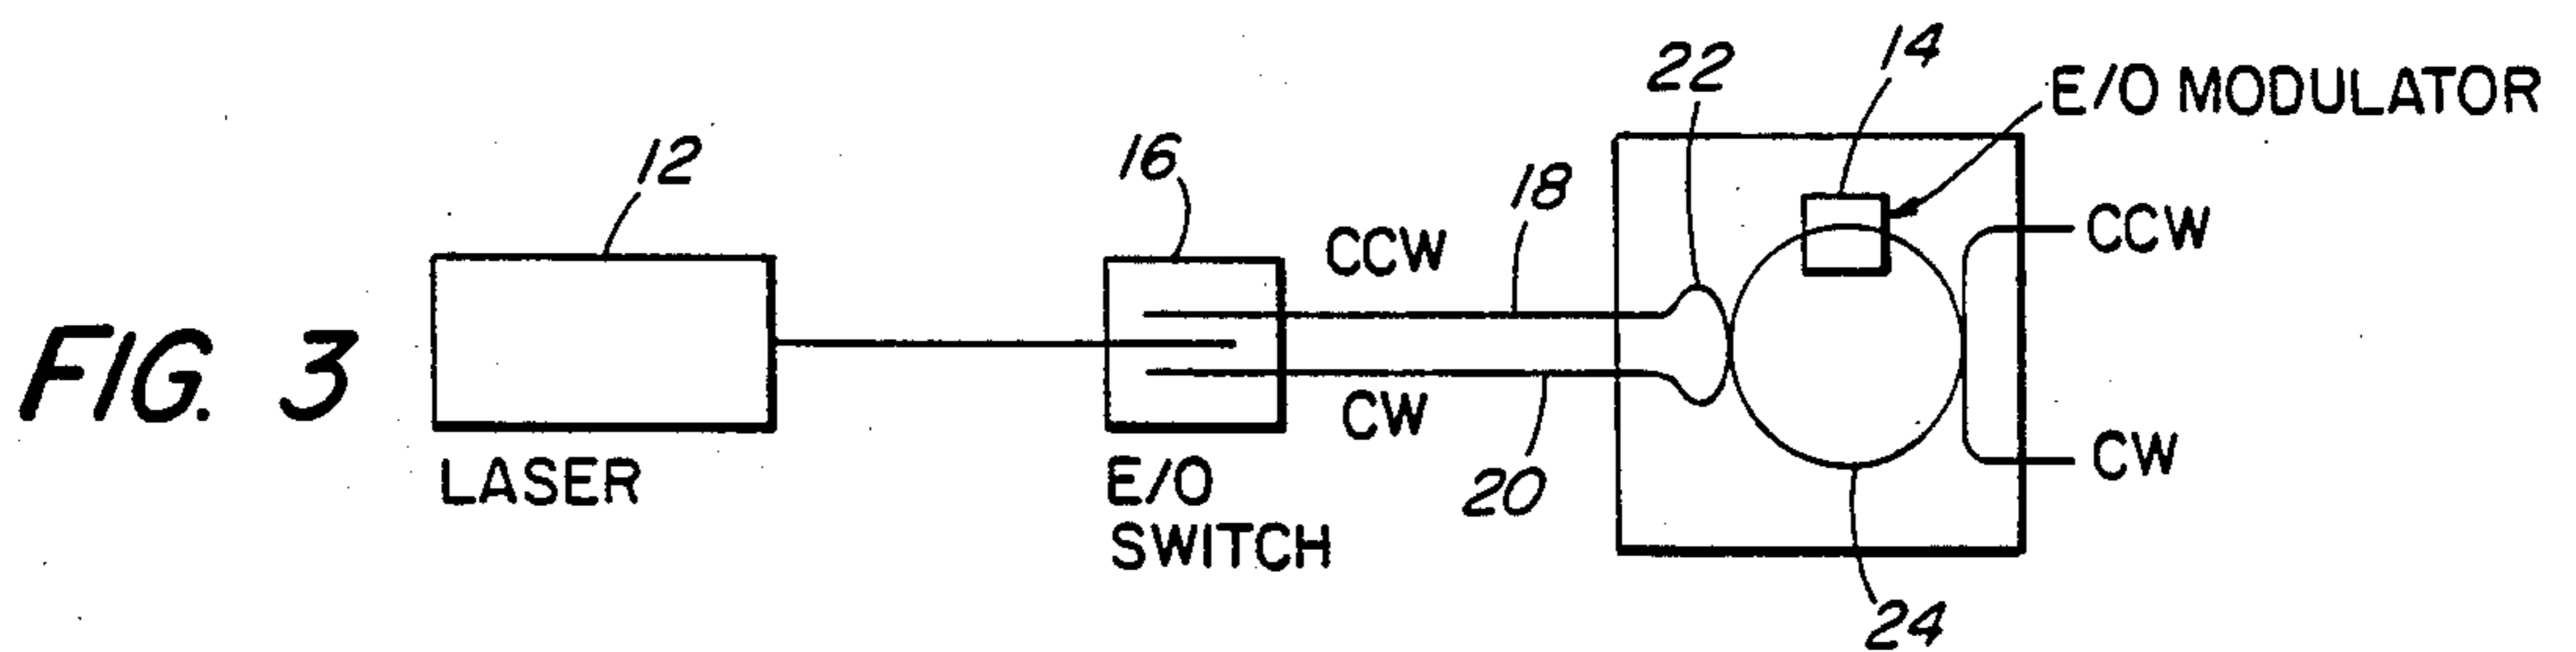 FIG. 3
12
LASER
16
E/O
SWITCH
CCW
18
CW
20
22
14
E/O MODULATOR
CCW
CW
24